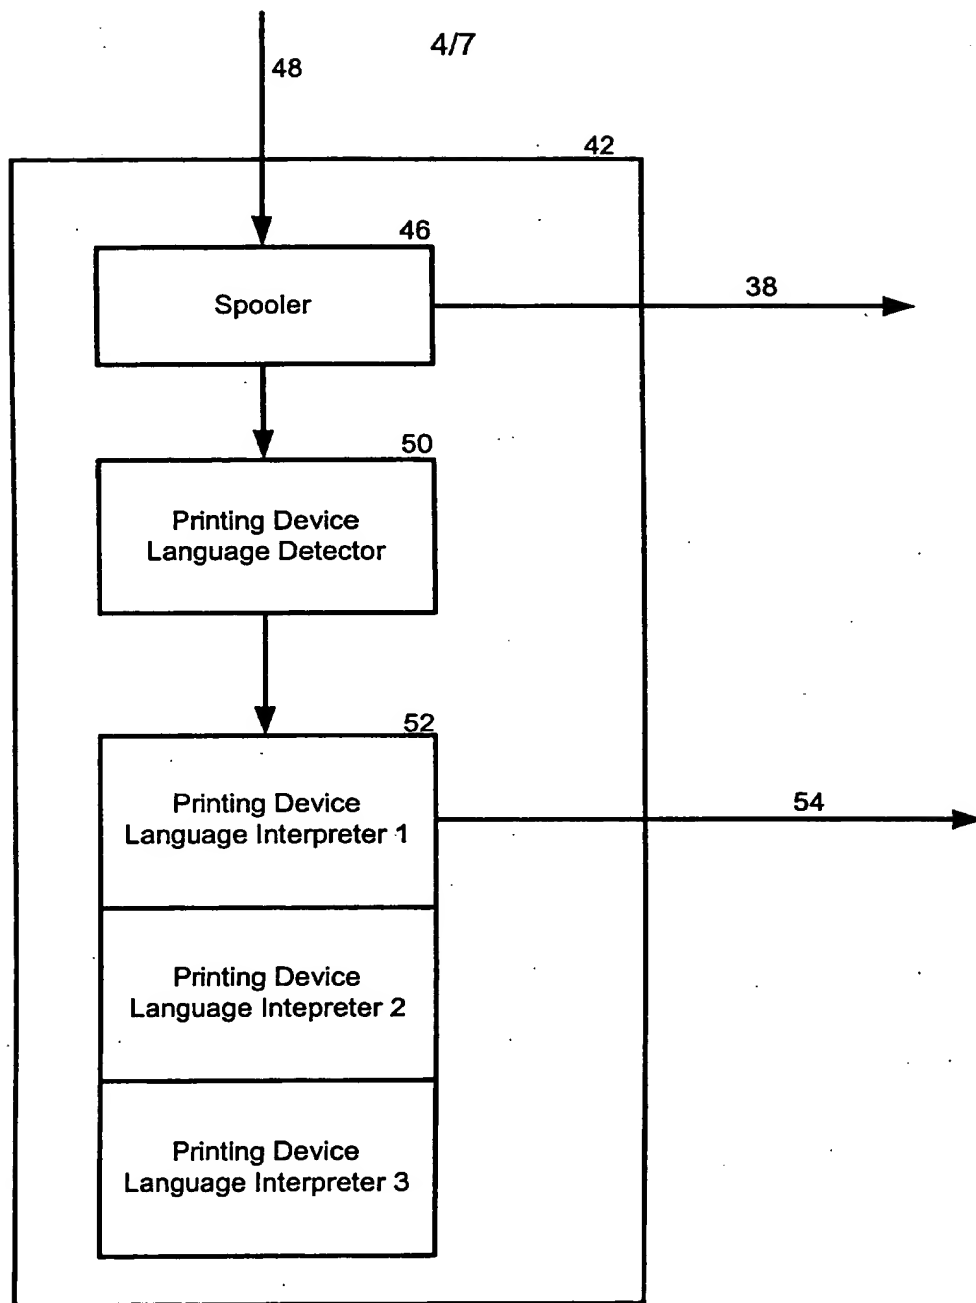 4/7
48
42
46
Spooler
38
50
Printing Device
Language Detector
52
Printing Device
Language Interpreter 1
54
Printing Device
Language Intepreter 2
Printing Device
Language Interpreter 3